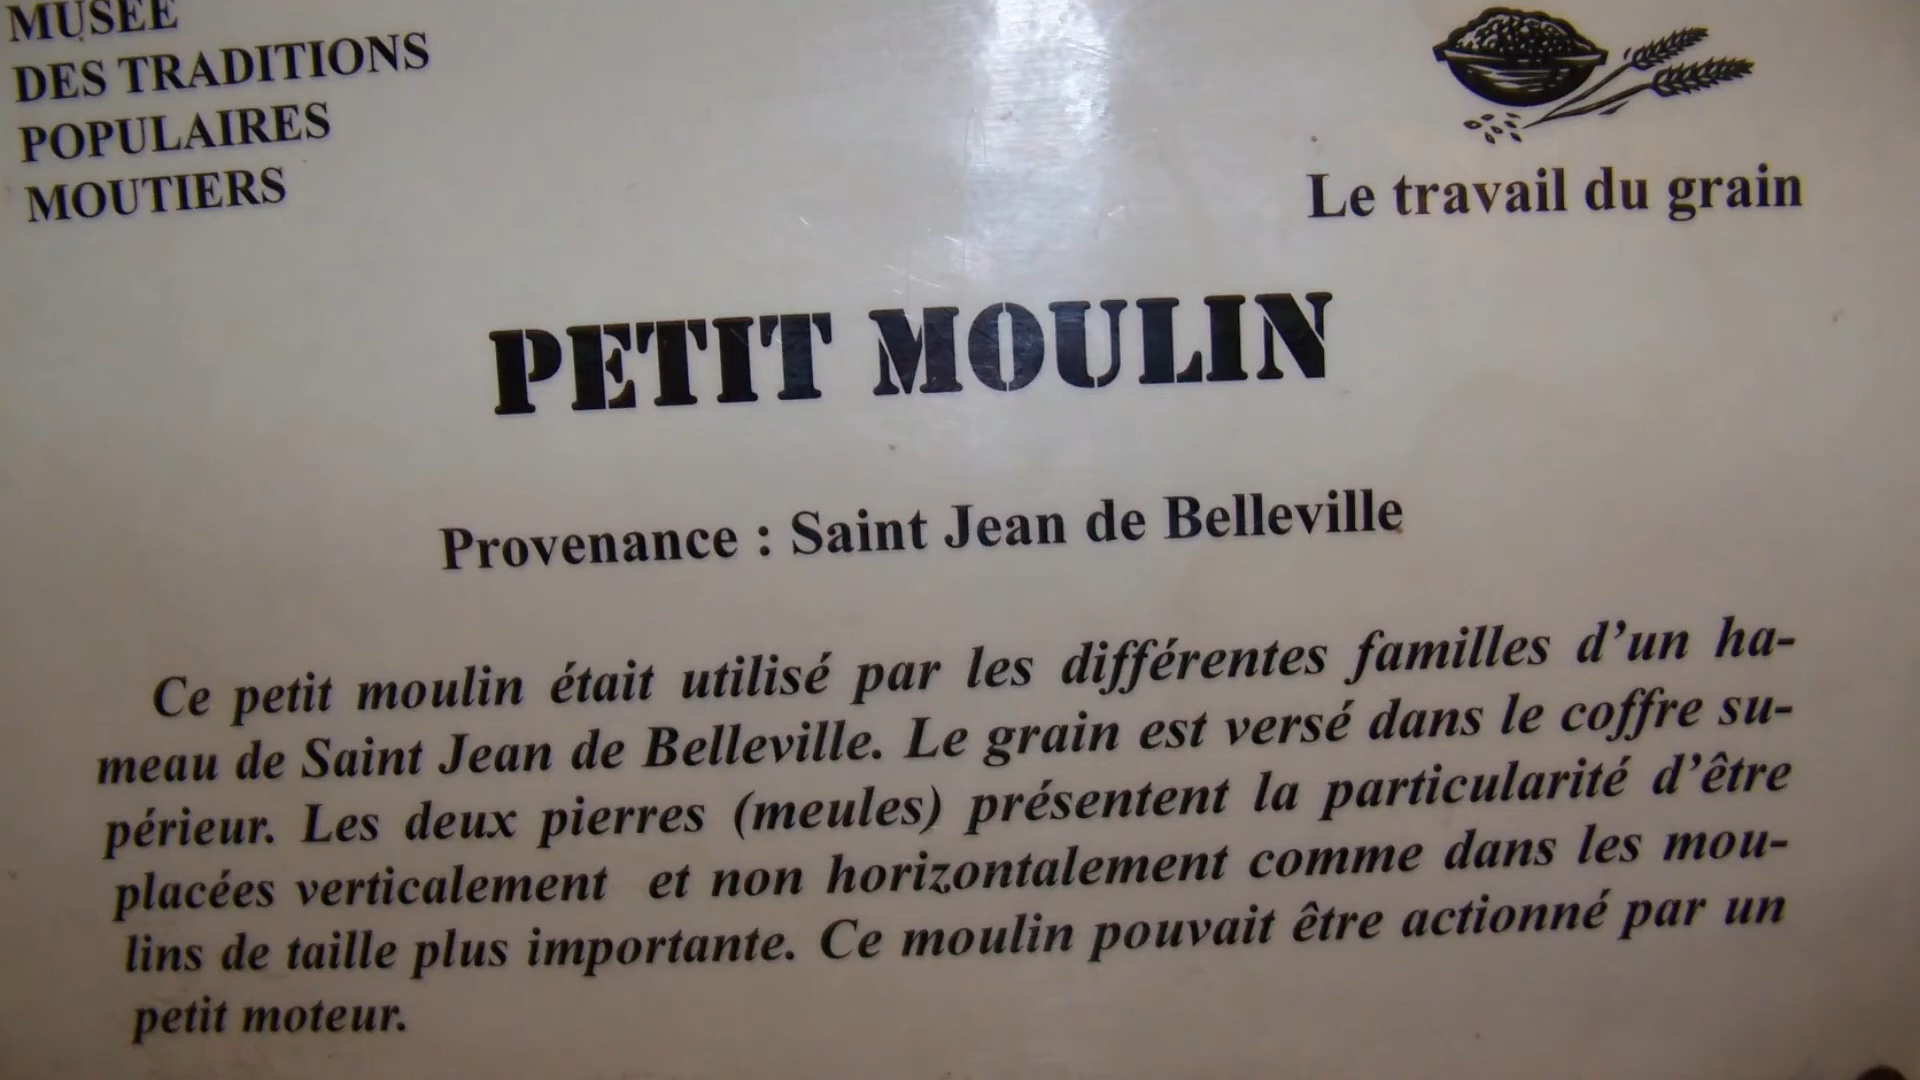 MUSEE
DES TRADITIONS
POPULAIRES
MOUTIERS
Le travail du grain
PETIT MOULIN
Provenance : Saint Jean de Belleville
Ce petit moulin était utilisé par les différentes familles d’un ha-
meau de Saint Jean de Belleville. Le grain est versé dans le coffre su-
périeur. Les deux pierres (meules) présentent la particularité d’être
placées verticalement et non horizontalement comme dans les mou-
lins de taille plus importante. Ce moulin pouvait être actionné par un
petit moteur.